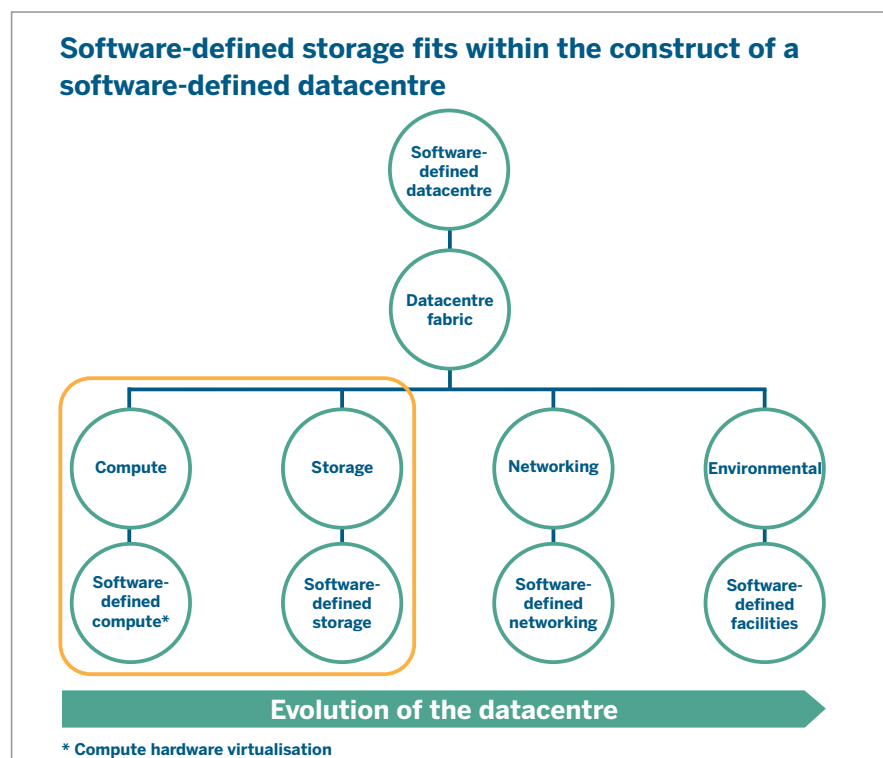 Software-defined storage fits within the construct of a
software-defined datacentre
Software-
defined
datacentre
Datacentre
fabric
Compute
Storage
Networking
Environmental
Software-
defined
compute*
Software-
defined
storage
Software-
defined
networking
Software-
defined
facilities
Evolution of the datacentre
* Compute hardware virtualisation